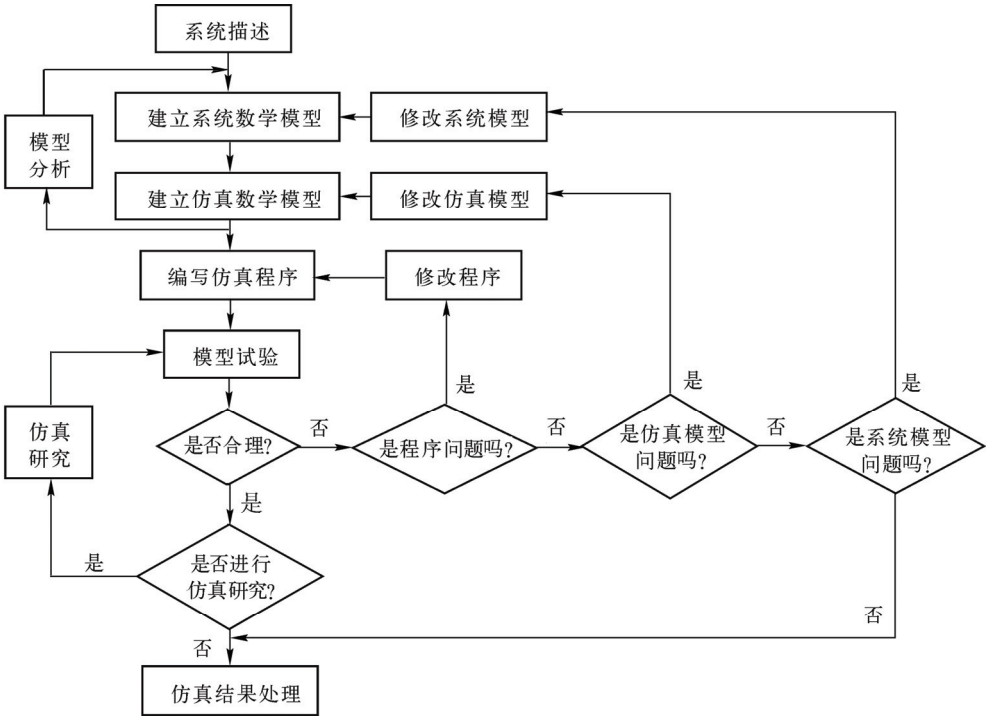 系统描述
建立系统数学模型
修改系统模型
模型
分析
建立仿真数学模型
修改仿真模型
编写仿真程序
修改程序
模型试验
是
是
是
仿真
研究
是否合理?
否
是程序问题吗?
否
是仿真模型
问题吗?
否
是系统模型
问题吗?
是
是
是否进行
仿真研究?
否
否
仿真结果处理